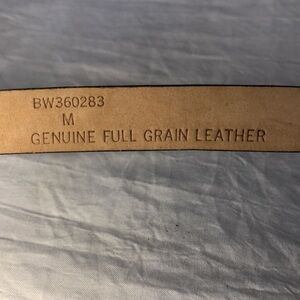 BW360283
M
GENUINE FULL GRAIN LEATHER